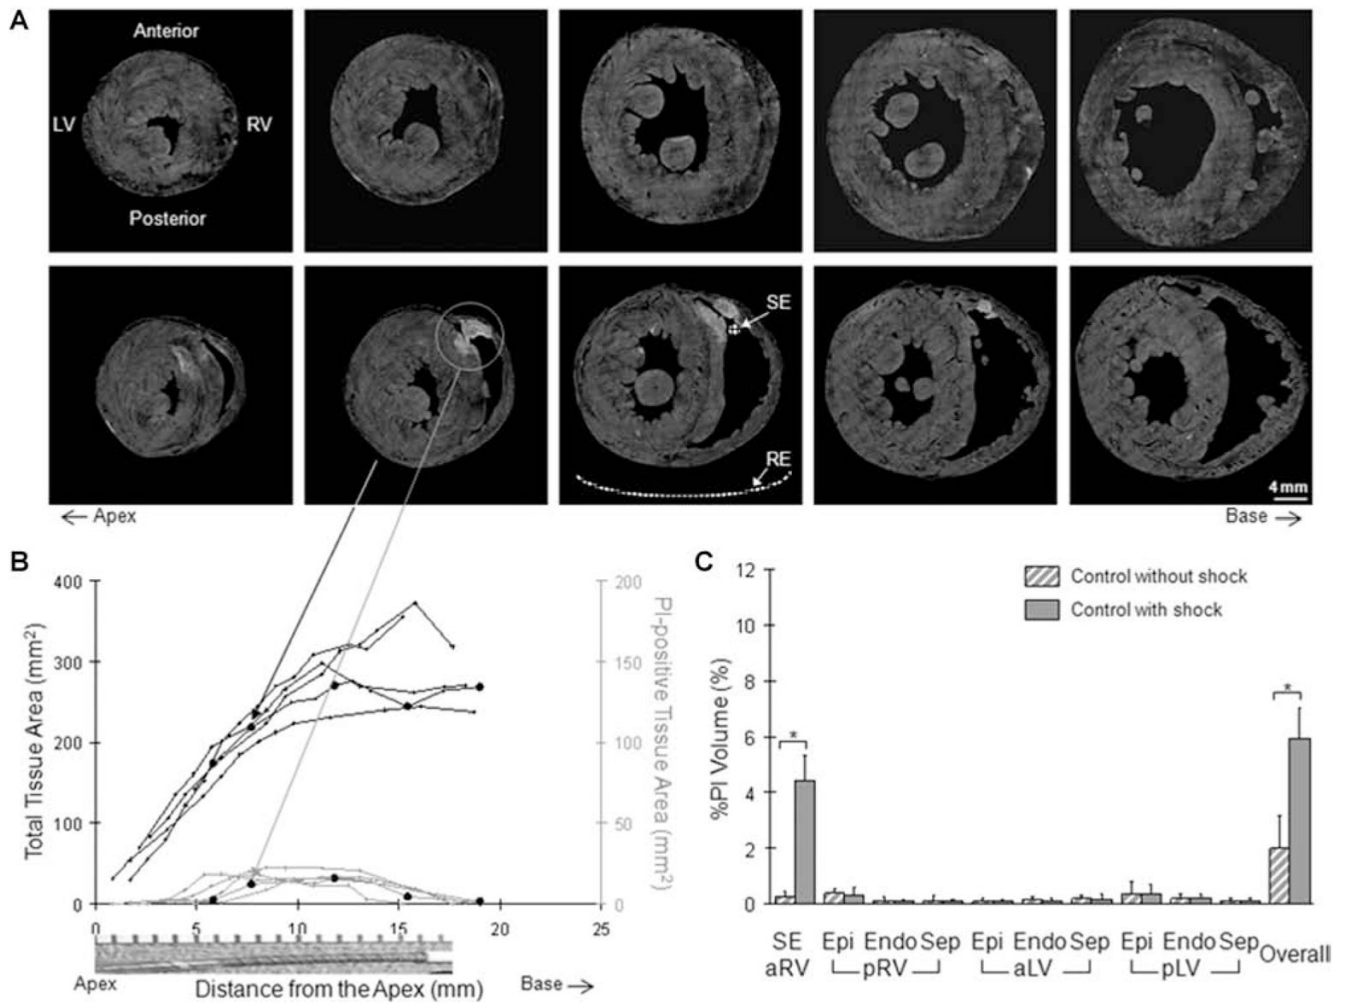 A
Anterior
LV
RV
Posterior
SE
RE
4 mm
← Apex
Base →
B
400
300
200
100
0
Total Tissue Area (mm²)
200
150
100
50
0
PI-positive Tissue Area (mm²)
0
5
10
15
20
25
Apex
Distance from the Apex (mm)
Base →
C
12
10
8
6
4
2
0
%PI Volume (%)
Control without shock
Control with shock
*
*
SE Epi Endo Sep Epi Endo Sep Epi Endo Sep Overall
aRV pRV aLV pLV